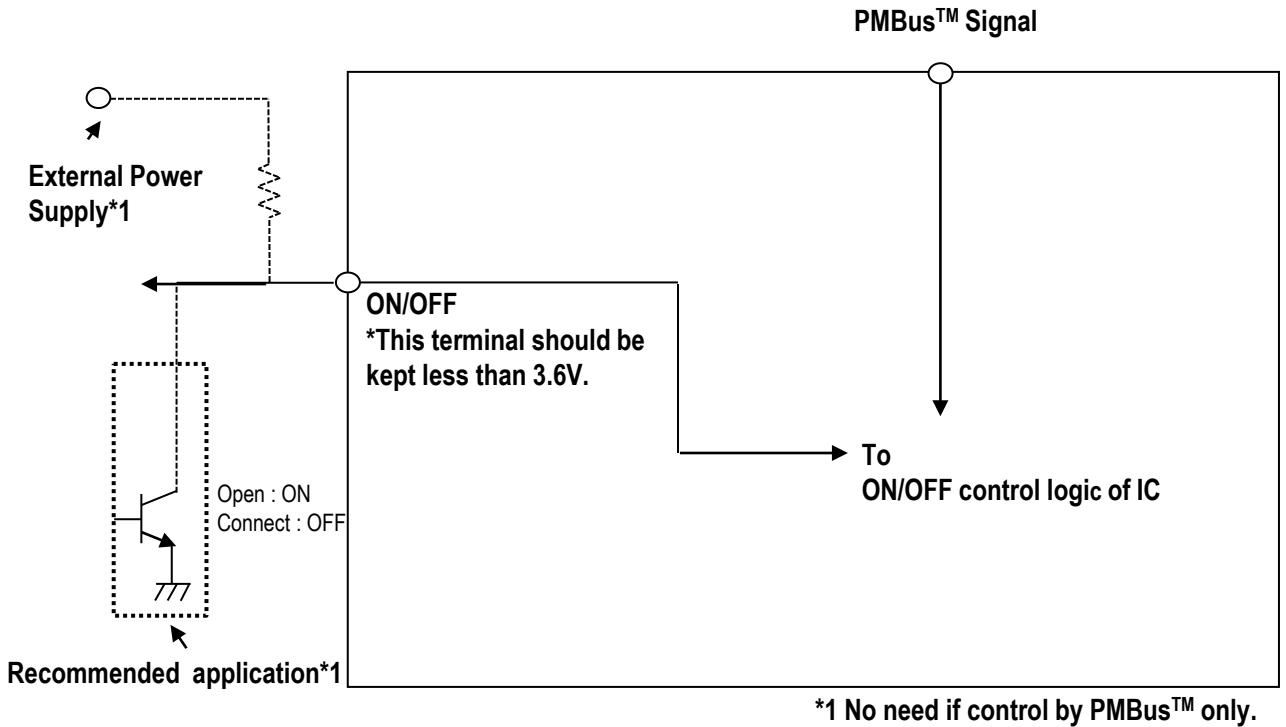 PMBus™ Signal
External Power
Supply*1
ON/OFF
*This terminal should be
kept less than 3.6V.
To
ON/OFF control logic of IC
Open : ON
Connect : OFF
Recommended application*1
*1 No need if control by PMBus™ only.